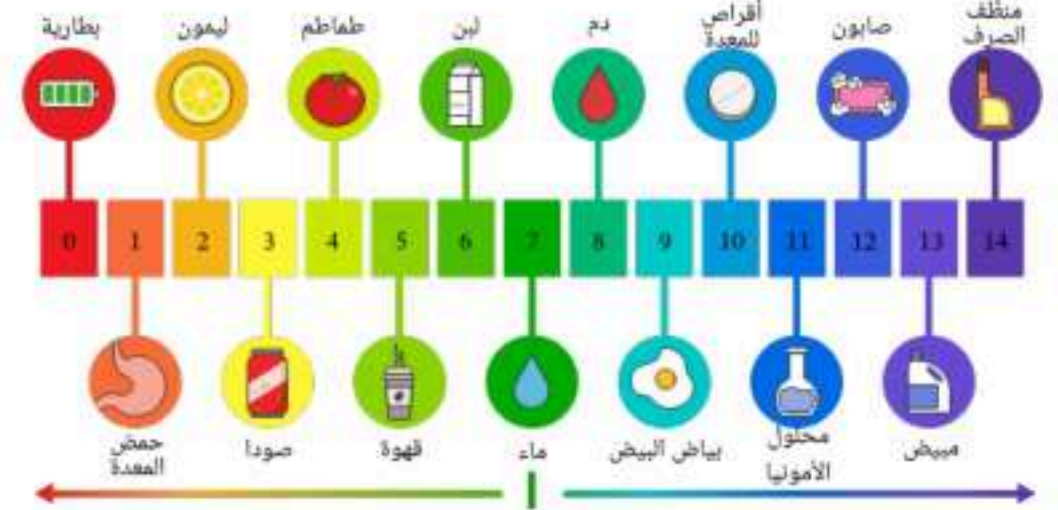 بطارية
ليمون
طماطم
لبن
دم
أقراص
للمعدة
صابون
منظف
الصرف
0 1 2 3 4 5 6 7 8 9 10 11 12 13 14
حمض
المعدة
صودا
قهوة
ماء
بياض البيض
محلول
الأمونيا
مبيض